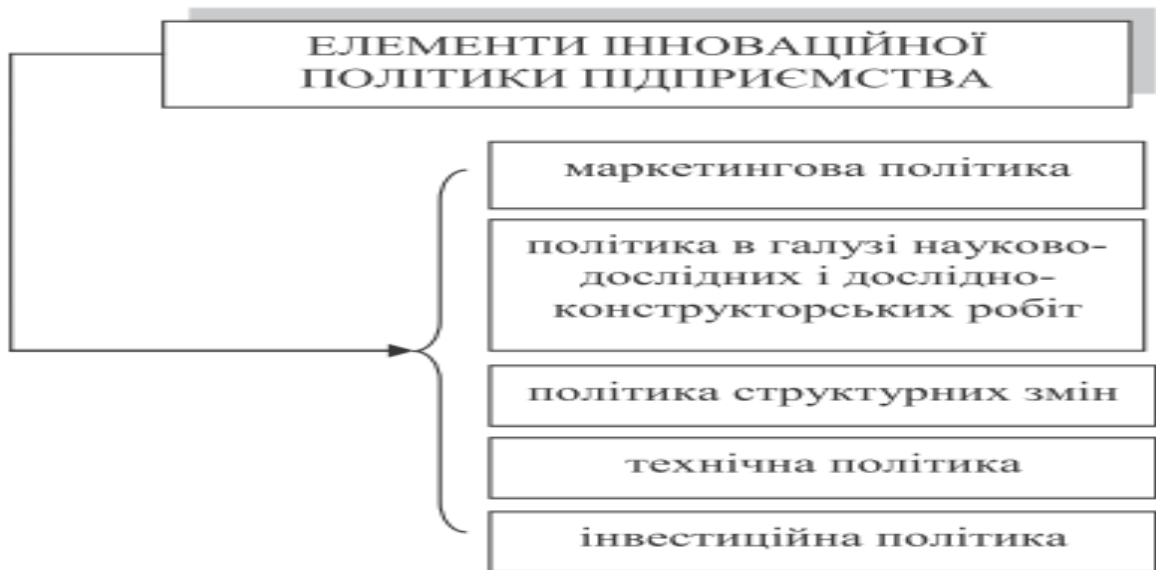 ЕЛЕМЕНТИ ІННОВАЦІЙНОЇ
ПОЛІТИКИ ПІДПРИЄМСТВА
маркетингова політика
політика в галузі науково-
дослідних і дослідно-
конструкторських робіт
політика структурних змін
технічна політика
інвестиційна політика